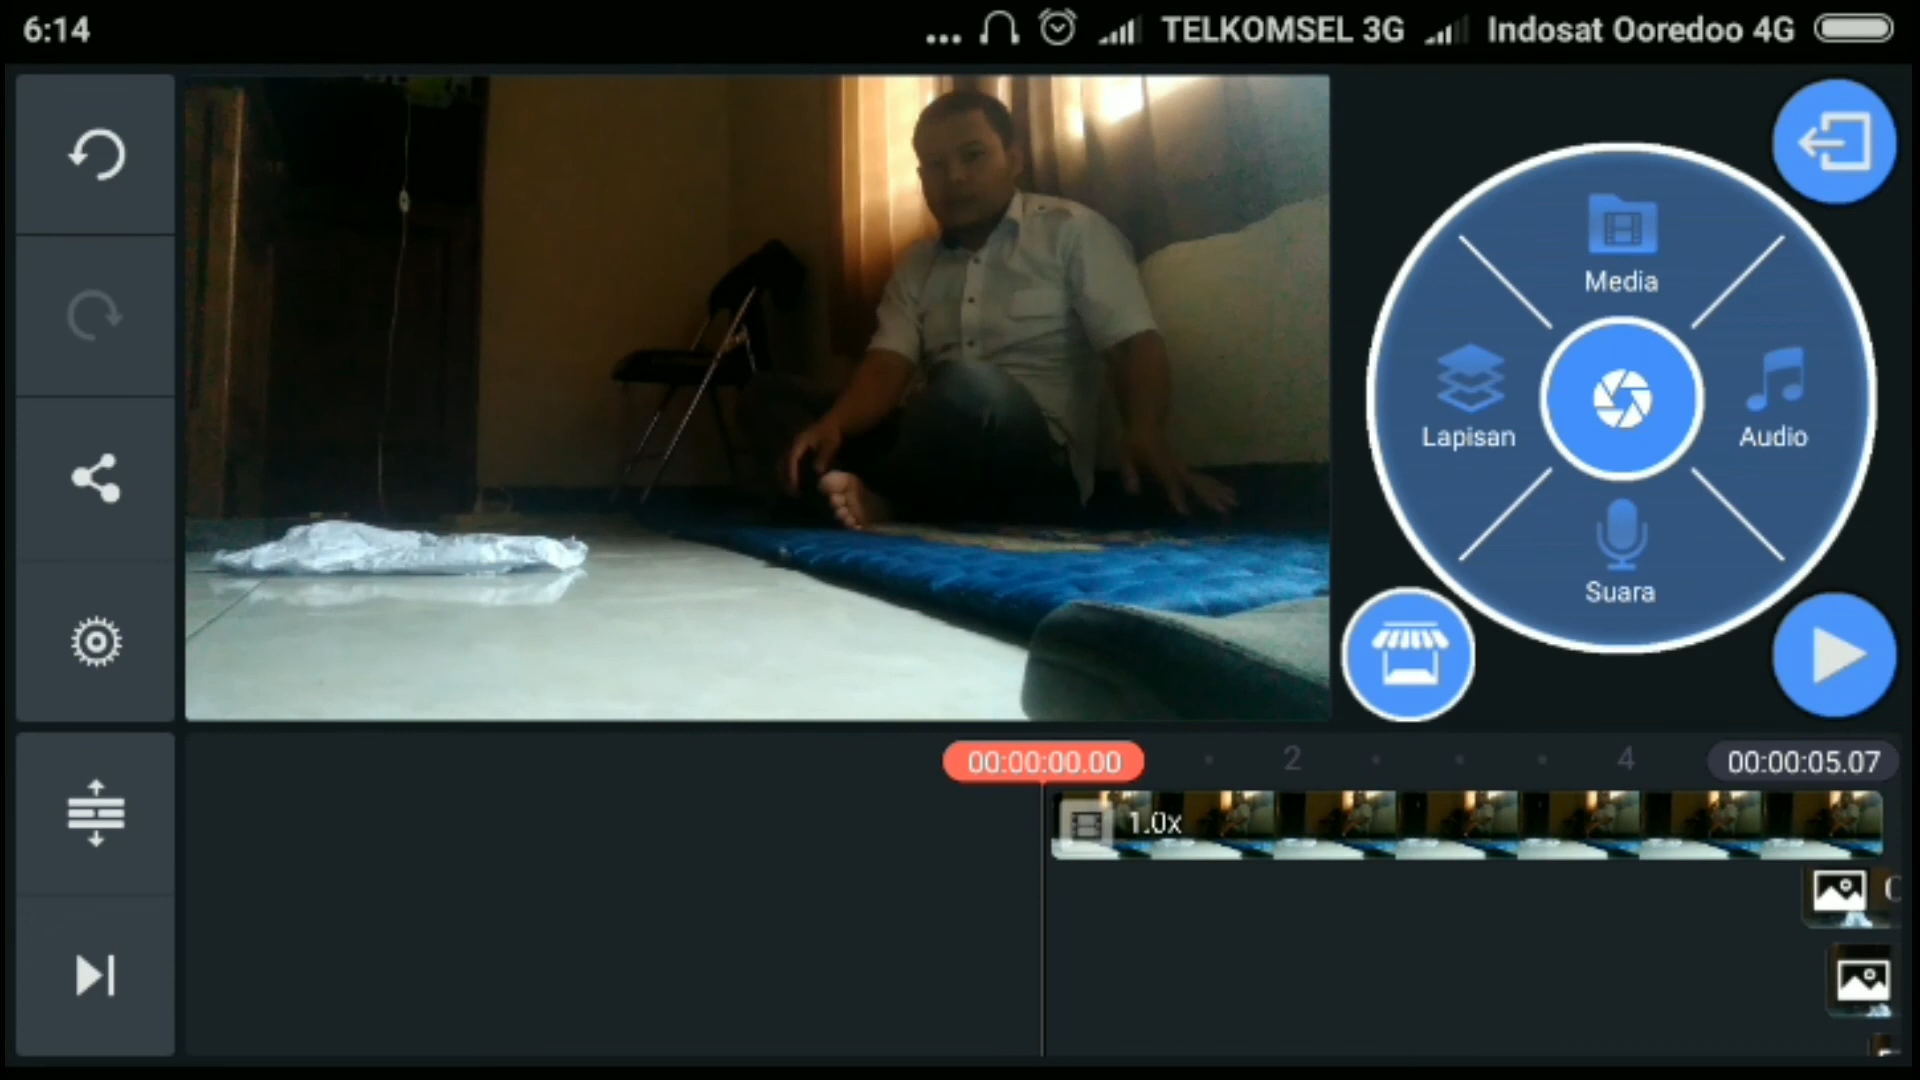 6:14 ... TELKOMSEL 3G Indosat Ooredoo 4G
Media
Lapisan
Audio
Suara
00:00:00.00 2 4 00:00:05.07
1.0x